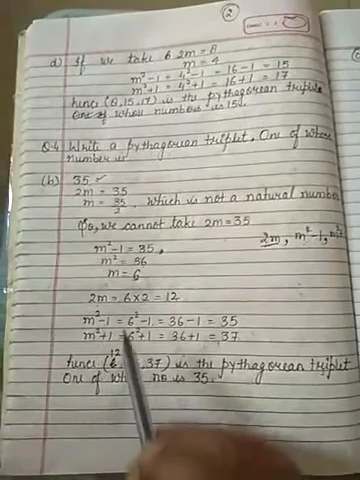 2
d) If we take 2m = 8
m = 4
m²-1 = 4²-1 = 16-1 = 15
m²+1 = 4²+1 = 16+1 = 17
hence (8,15,17) is the pythagorean triplet
One of whose numbers is 15.
Q.4 Write a pythagorean triplet, One of whose
number is
(b) 35 ✓
2m = 35
m = 35/2, which is not a natural number
So, we cannot take 2m = 35
2m, m²-1, m²
m²-1 = 35,
m² = 36
m = 6
2m = 6×2 = 12
m²-1 = 6²-1 = 36-1 = 35
m²+1 = 6²+1 = 36+1 = 37
hence (12, 37) is the pythagorean triplet
One of no is 35.